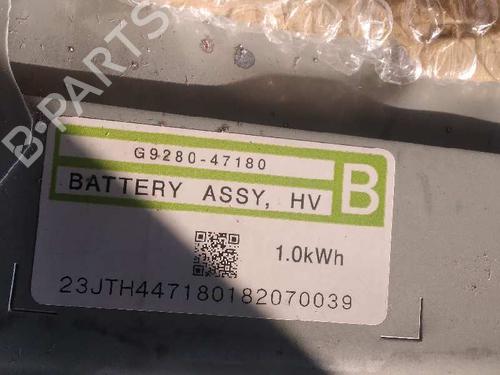 B-PARTS
G9280-47180
BATTERY ASSY, HV
B
1.0kWh
23JTH447180182070039